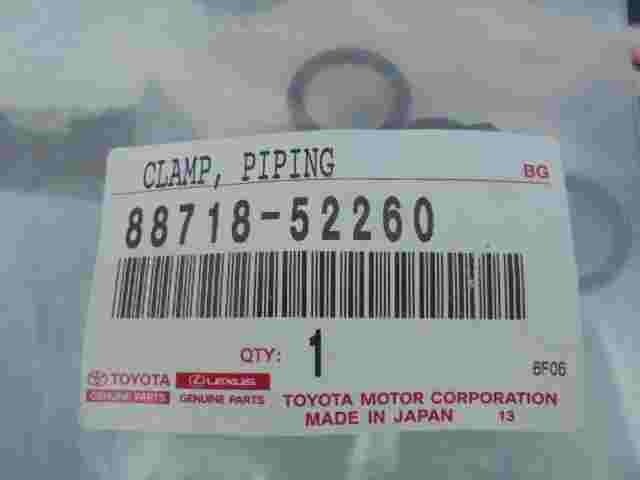 CLAMP, PIPING
BG
88718-52260
QTY: 1
6F06
TOYOTA LEXUS
GENUINE PARTS GENUINE PARTS
TOYOTA MOTOR CORPORATION
MADE IN JAPAN 13